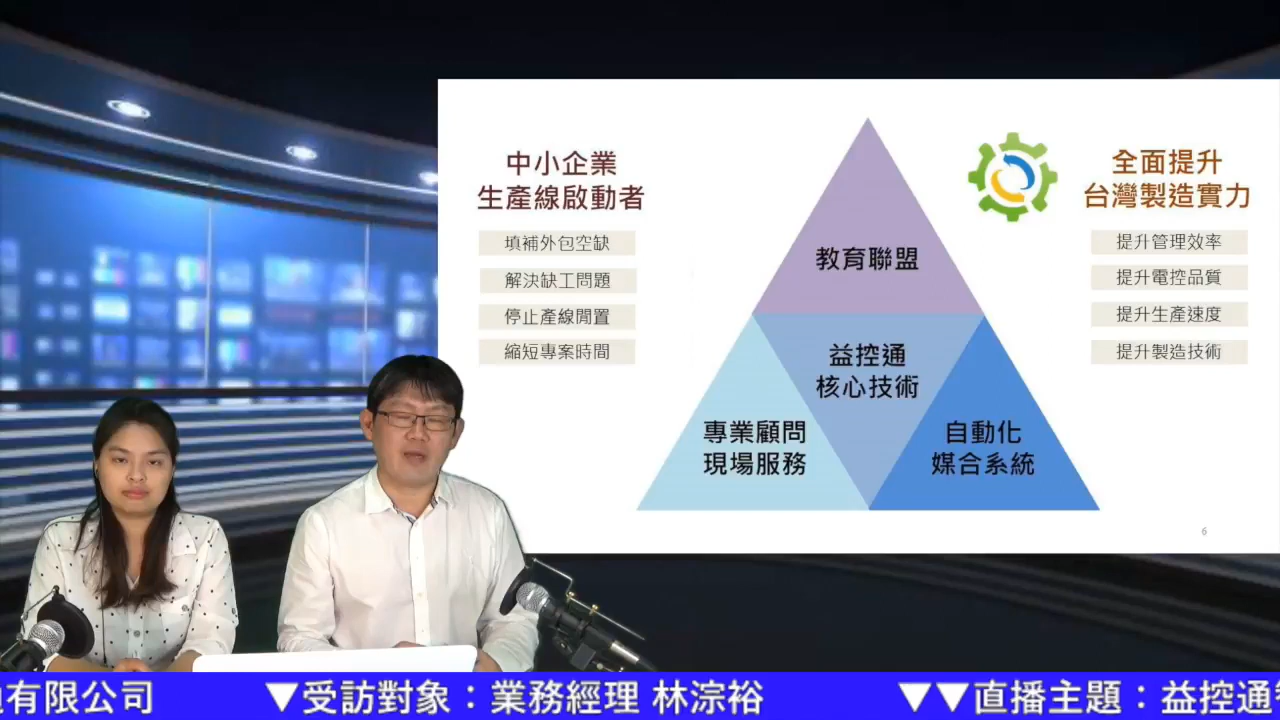 中小企業
生產線啟動者
填補外包空缺
解決缺工問題
停止產線閒置
縮短專案時間
教育聯盟
益控通
核心技術
專業顧問
現場服務
自動化
媒合系統
全面提升
台灣製造實力
提升管理效率
提升電控品質
提升生產速度
提升製造技術
6
有限公司 ▼受訪對象：業務經理 林淙裕 ▼▼直播主題：益控通